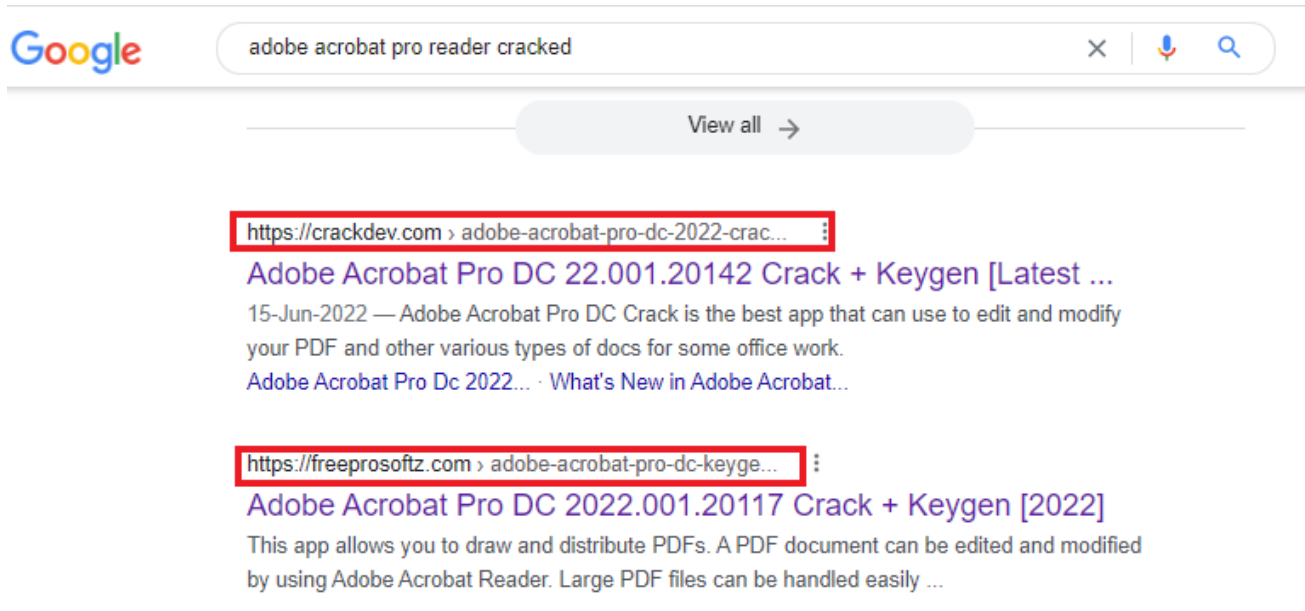 Google
adobe acrobat pro reader cracked
View all
https://crackdev.com › adobe-acrobat-pro-dc-2022-crac...
Adobe Acrobat Pro DC 22.001.20142 Crack + Keygen [Latest ...
15-Jun-2022 — Adobe Acrobat Pro DC Crack is the best app that can use to edit and modify
your PDF and other various types of docs for some office work.
Adobe Acrobat Pro Dc 2022... · What's New in Adobe Acrobat...
https://freeprosoftz.com › adobe-acrobat-pro-dc-keyge...
Adobe Acrobat Pro DC 2022.001.20117 Crack + Keygen [2022]
This app allows you to draw and distribute PDFs. A PDF document can be edited and modified
by using Adobe Acrobat Reader. Large PDF files can be handled easily ...